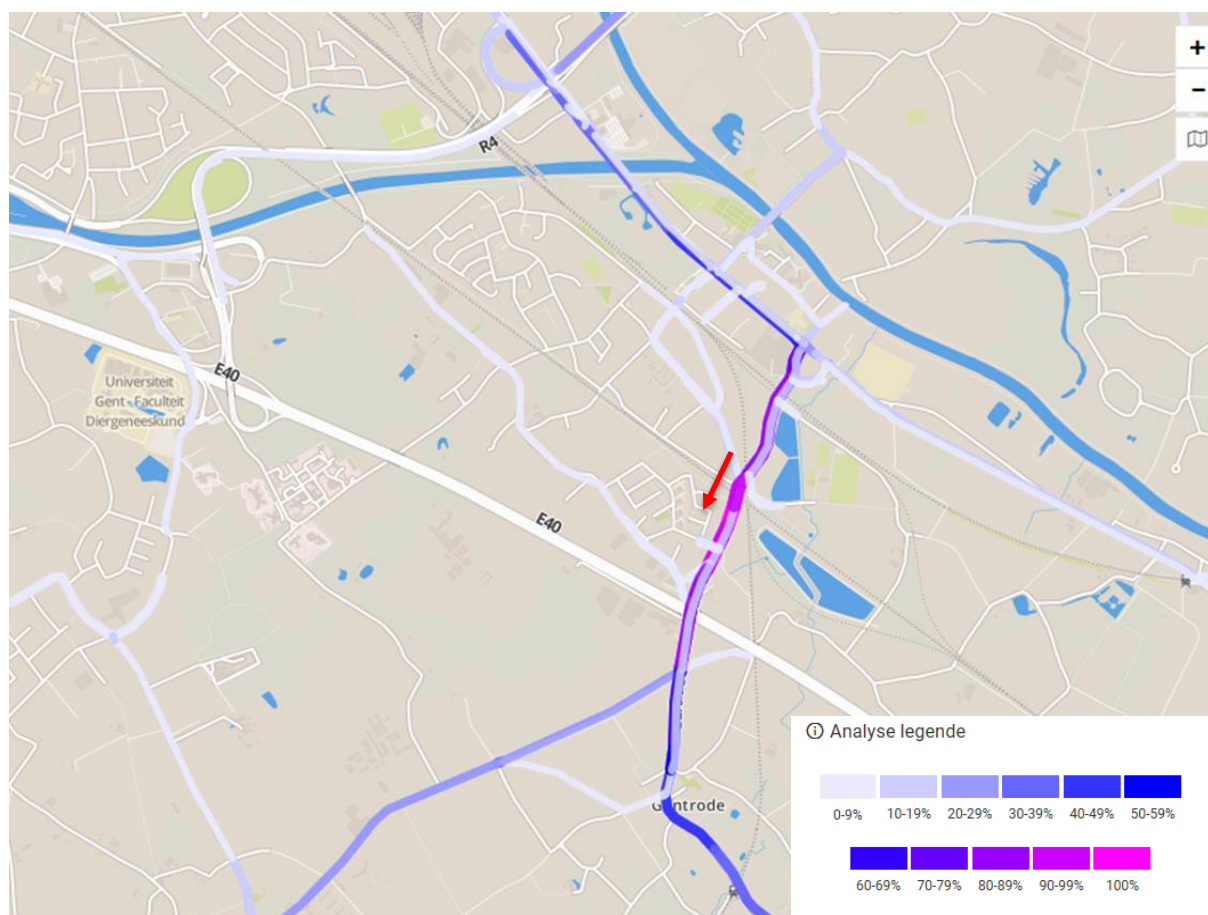 +
−
R4
E40
Universiteit
Gent - Faculteit
Diergeneeskund
E40
Gontrode
Analyse legende
0-9% 10-19% 20-29% 30-39% 40-49% 50-59%
60-69% 70-79% 80-89% 90-99% 100%